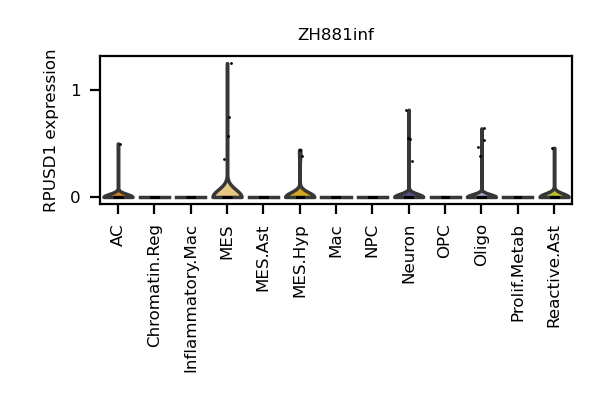 ZH881inf
RPUSD1 expression
1
0
AC
Chromatin.Reg
Inflammatory.Mac
MES
MES.Ast
MES.Hyp
Mac
NPC
Neuron
OPC
Oligo
Prolif.Metab
Reactive.Ast